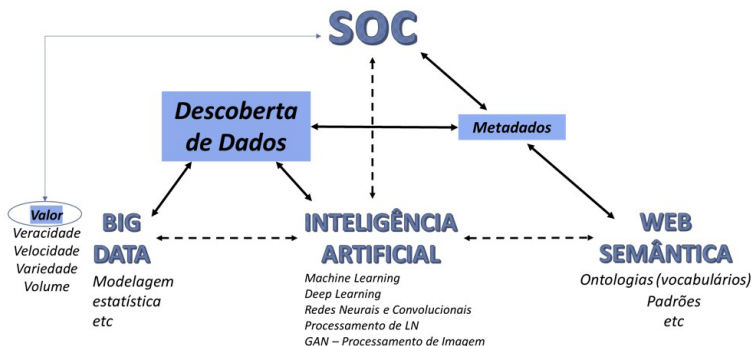 SOC
Descoberta
de Dados
Metadados
Valor
Veracidade
Velocidade
Variedade
Volume
BIG
DATA
Modelagem
estatística
etc
INTELIGÊNCIA
ARTIFICIAL
Machine Learning
Deep Learning
Redes Neurais e Convolucionais
Processamento de LN
GAN – Processamento de Imagem
WEB
SEMÂNTICA
Ontologias (vocabulários)
Padrões
etc